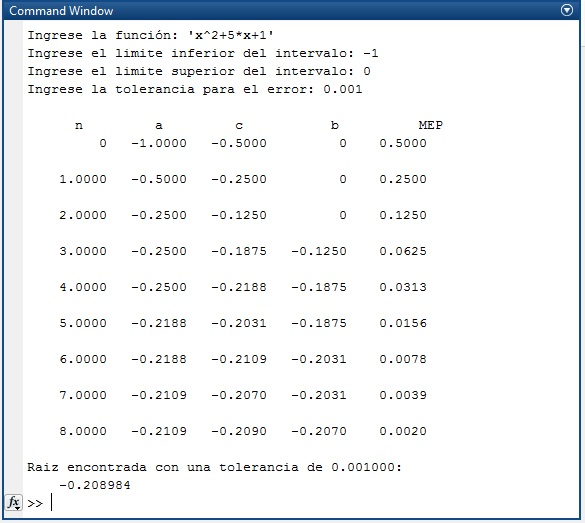 Command Window
Ingrese la función: 'x^2+5*x+1'
Ingrese el limite inferior del intervalo: -1
Ingrese el limite superior del intervalo: 0
Ingrese la tolerancia para el error: 0.001
n a c b MEP
0 -1.0000 -0.5000 0 0.5000
1.0000 -0.5000 -0.2500 0 0.2500
2.0000 -0.2500 -0.1250 0 0.1250
3.0000 -0.2500 -0.1875 -0.1250 0.0625
4.0000 -0.2500 -0.2188 -0.1875 0.0313
5.0000 -0.2188 -0.2031 -0.1875 0.0156
6.0000 -0.2188 -0.2109 -0.2031 0.0078
7.0000 -0.2109 -0.2070 -0.2031 0.0039
8.0000 -0.2109 -0.2090 -0.2070 0.0020
Raiz encontrada con una tolerancia de 0.001000:
-0.208984
fx >>